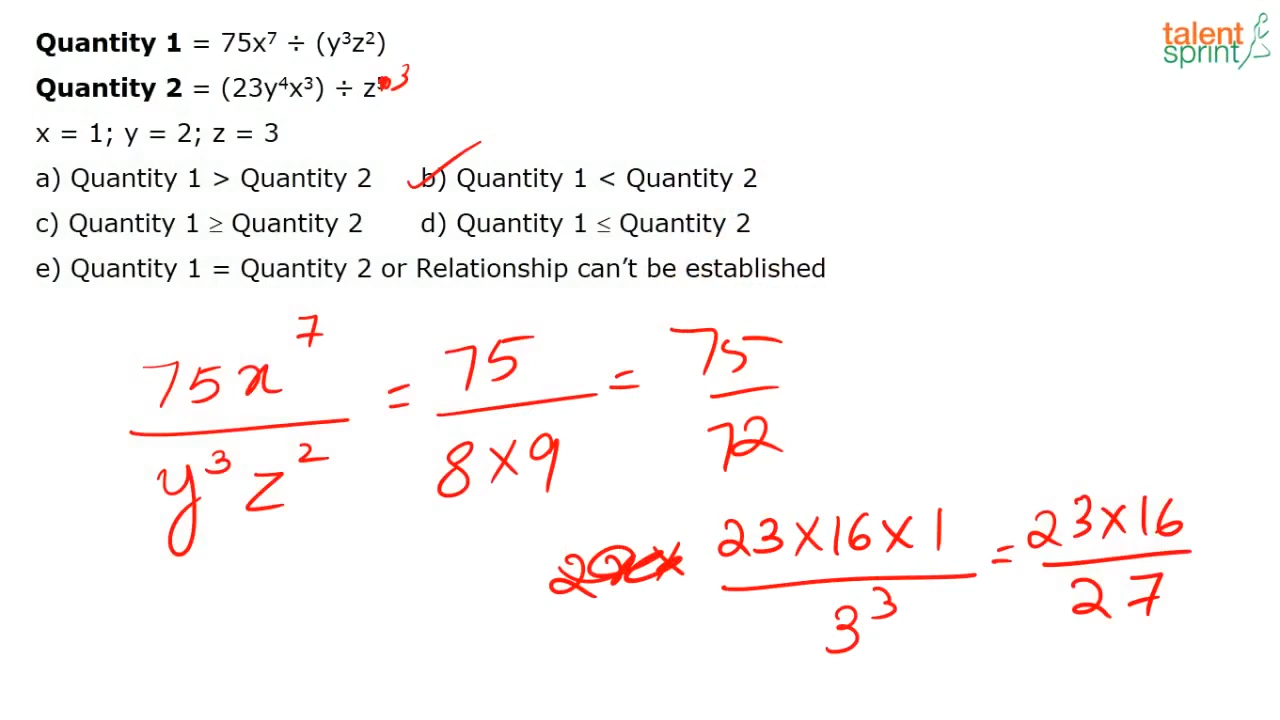 talent
sprint
Quantity 1 = 75x⁷ ÷ (y³z²)
Quantity 2 = (23y⁴x³) ÷ z³
x = 1; y = 2; z = 3
a) Quantity 1 > Quantity 2 b) Quantity 1 < Quantity 2
c) Quantity 1 ≥ Quantity 2 d) Quantity 1 ≤ Quantity 2
e) Quantity 1 = Quantity 2 or Relationship can’t be established
75x⁷ / y³z² = 75 / 8×9 = 75 / 72
23×16×1 / 3³ = 23×16 / 27